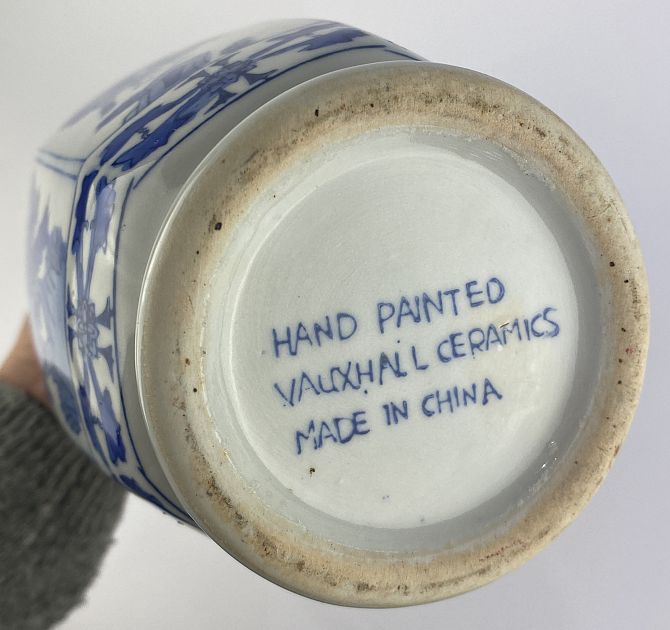 HAND PAINTED
VAUXHALL CERAMICS
MADE IN CHINA